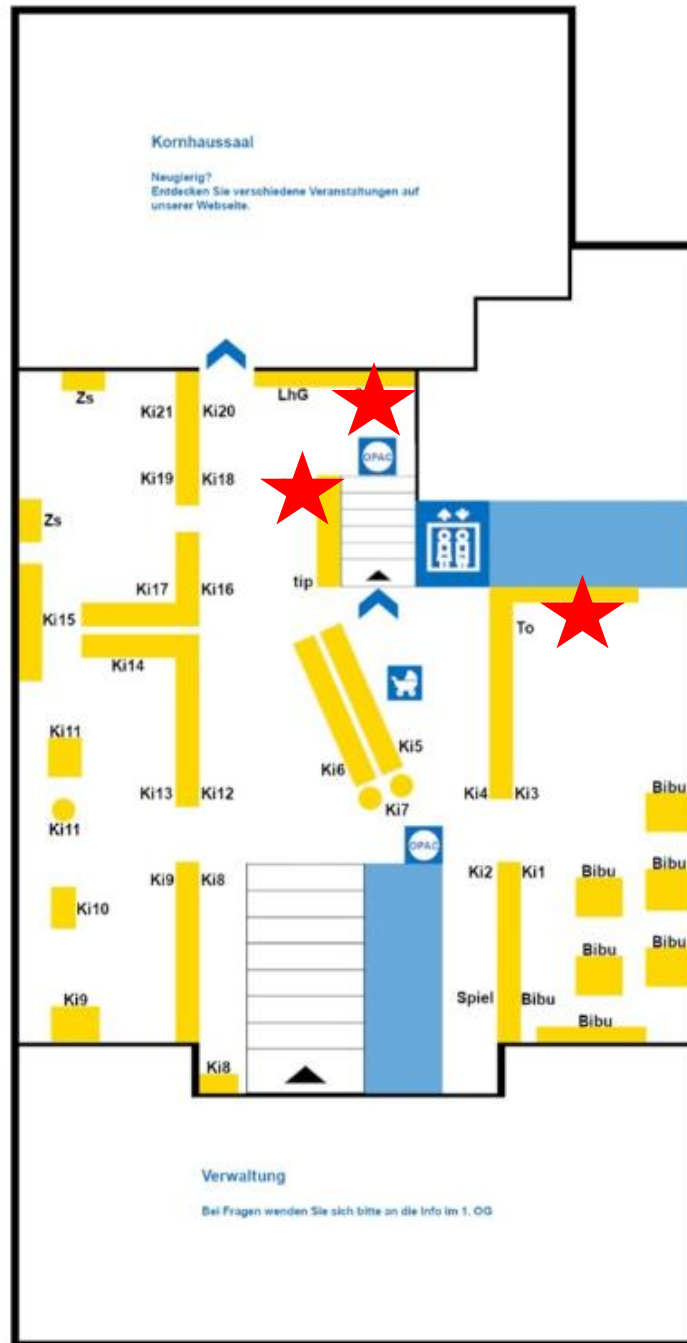 Kornhaussaal
Neugierig?
Entdecken Sie verschiedene Veranstaltungen auf
unserer Webseite.
Zs
Ki21
Ki20
LhG
OPAC
Ki19
Ki18
Zs
tip
Ki17
Ki16
Ki15
To
Ki14
Ki11
Ki5
Ki6
Ki13
Ki12
Ki7
Ki4
Ki3
Bibu
Ki11
OPAC
Ki9
Ki8
Ki2
Ki1
Bibu
Bibu
Ki10
Bibu
Bibu
Ki9
Spiel
Bibu
Bibu
Ki8
Verwaltung
Bei Fragen wenden Sie sich bitte an die Info im 1. OG